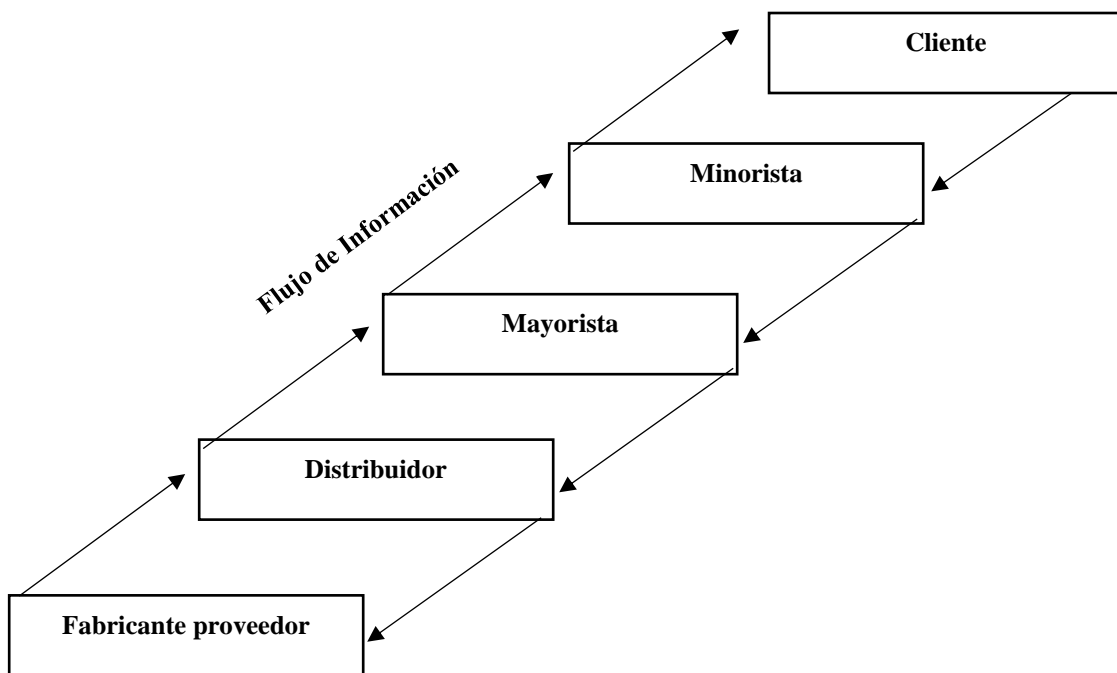 Cliente
Minorista
Flujo de Información
Mayorista
Distribuidor
Fabricante proveedor